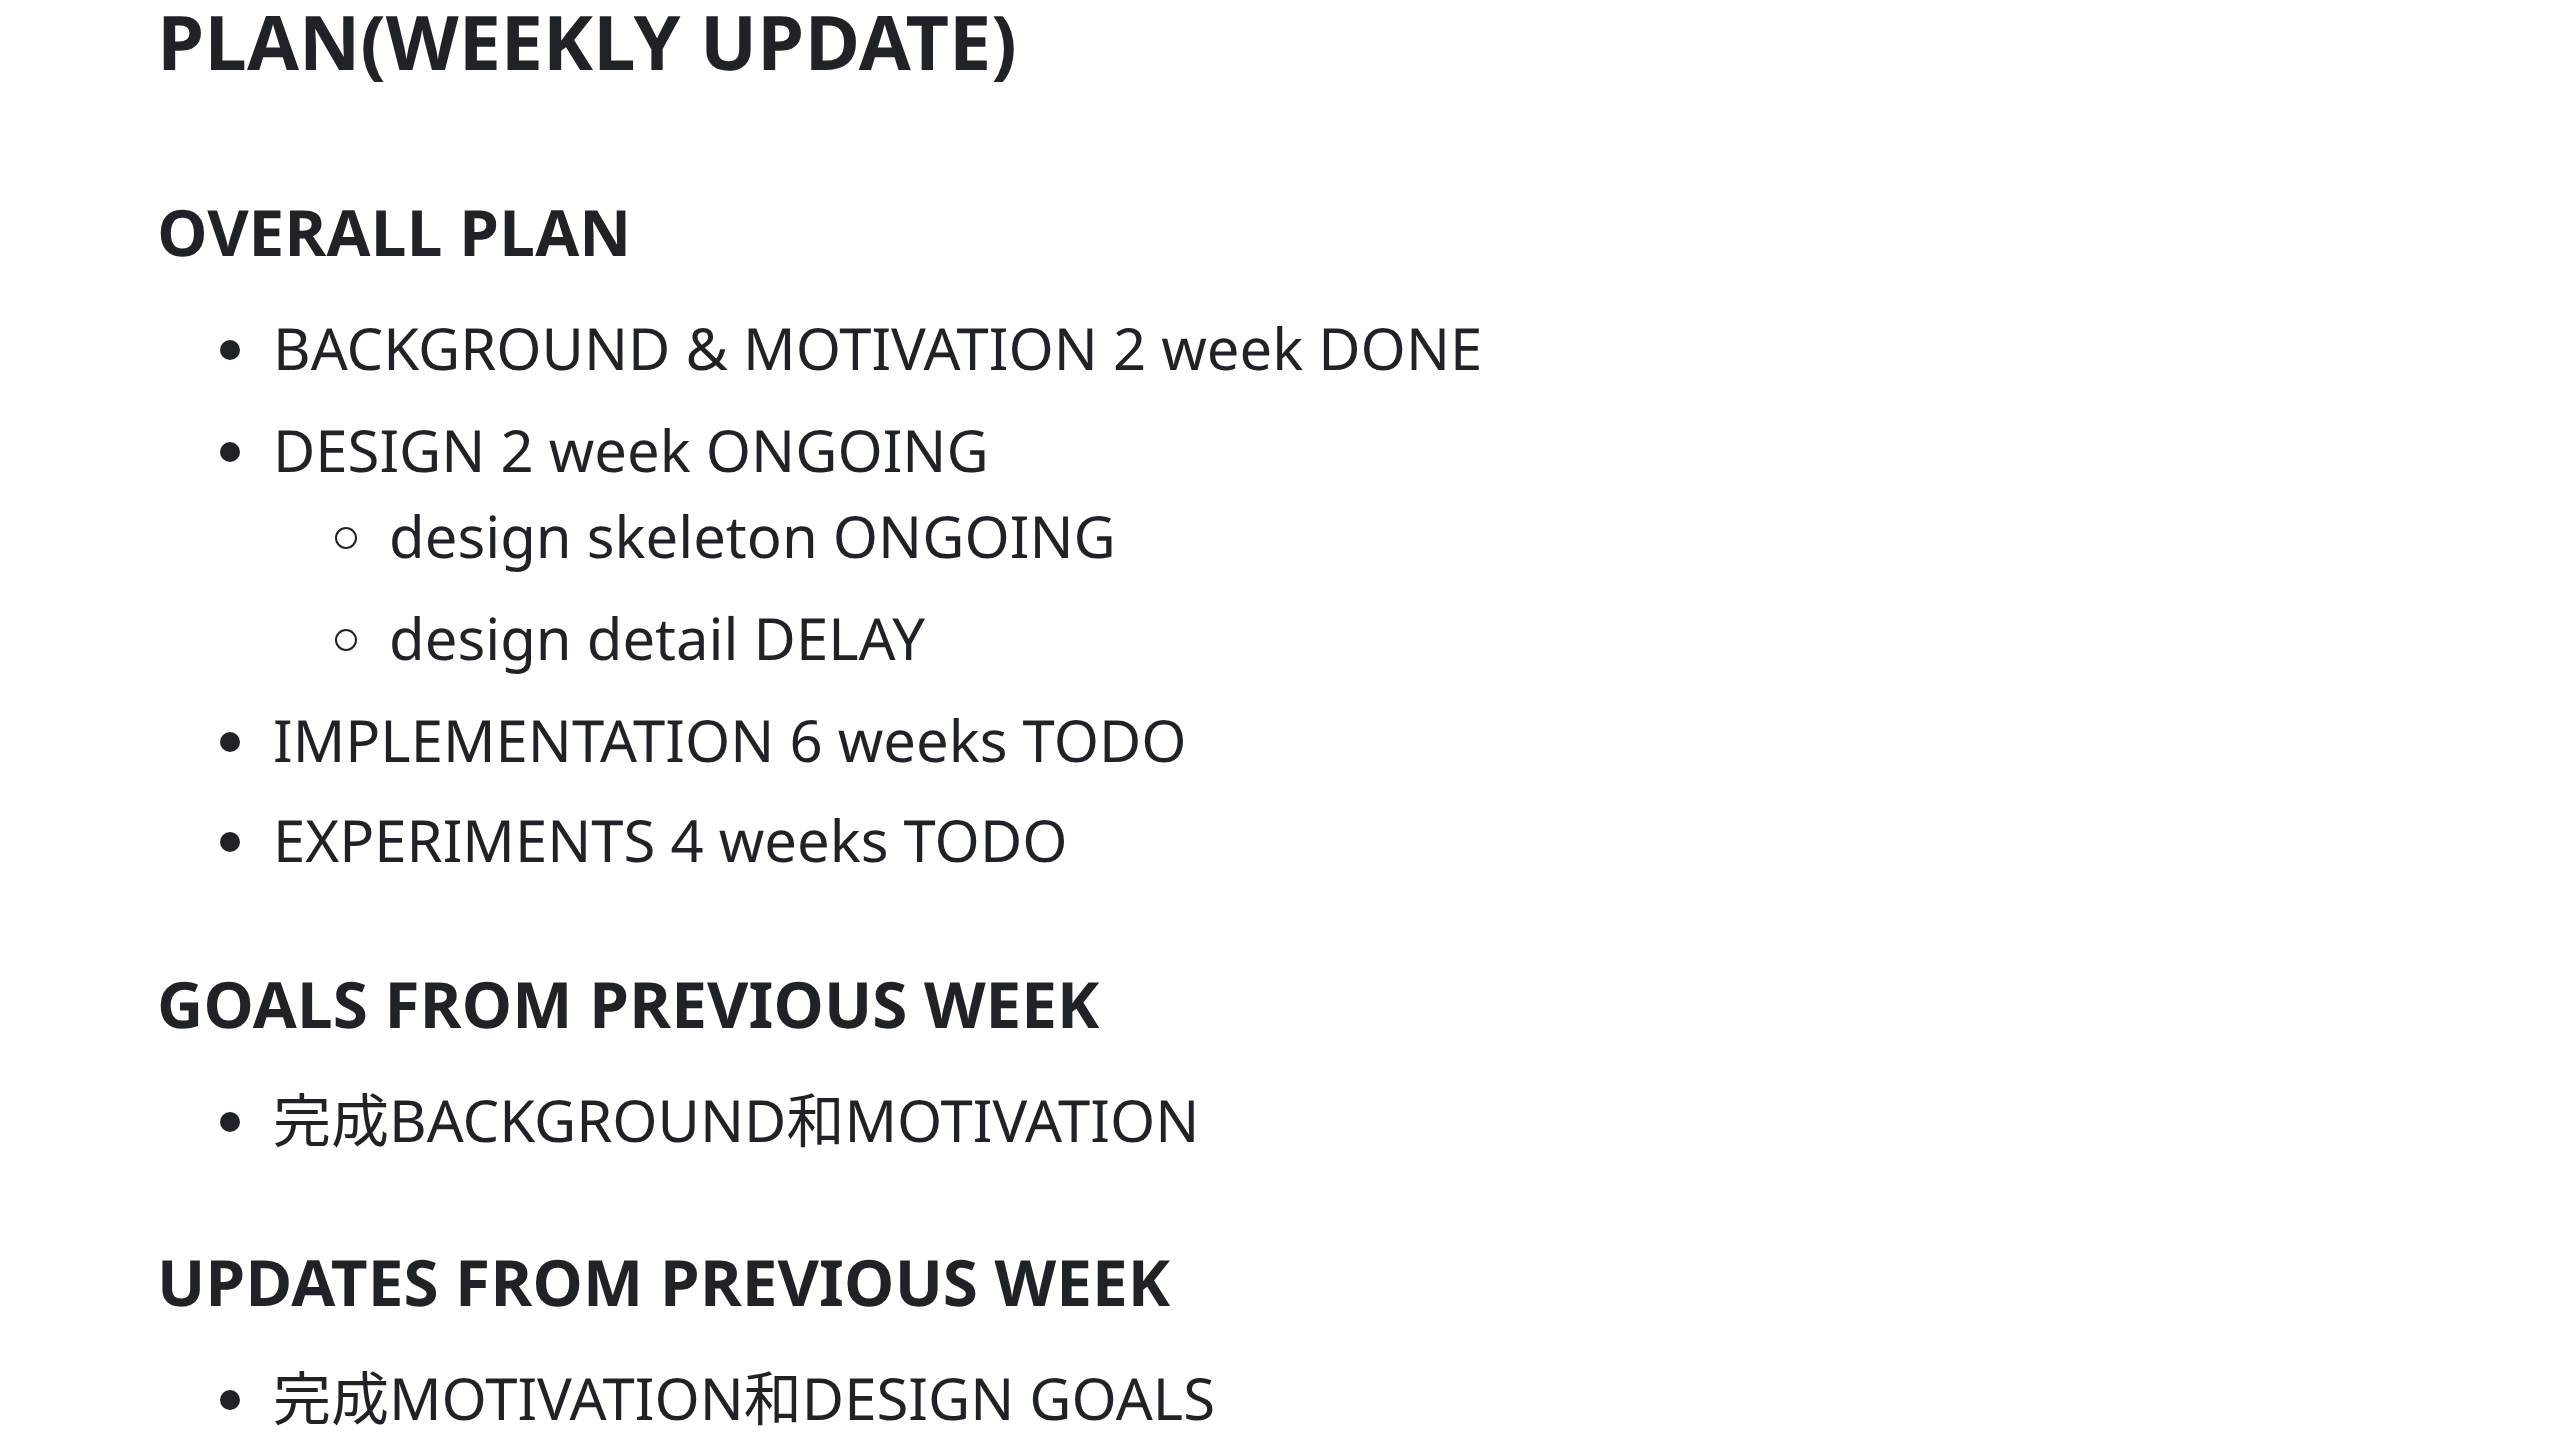 PLAN(WEEKLY UPDATE)
OVERALL PLAN
BACKGROUND & MOTIVATION 2 week DONE
DESIGN 2 week ONGOING
design skeleton ONGOING
design detail DELAY
IMPLEMENTATION 6 weeks TODO
EXPERIMENTS 4 weeks TODO
GOALS FROM PREVIOUS WEEK
完成BACKGROUND和MOTIVATION
UPDATES FROM PREVIOUS WEEK
完成MOTIVATION和DESIGN GOALS